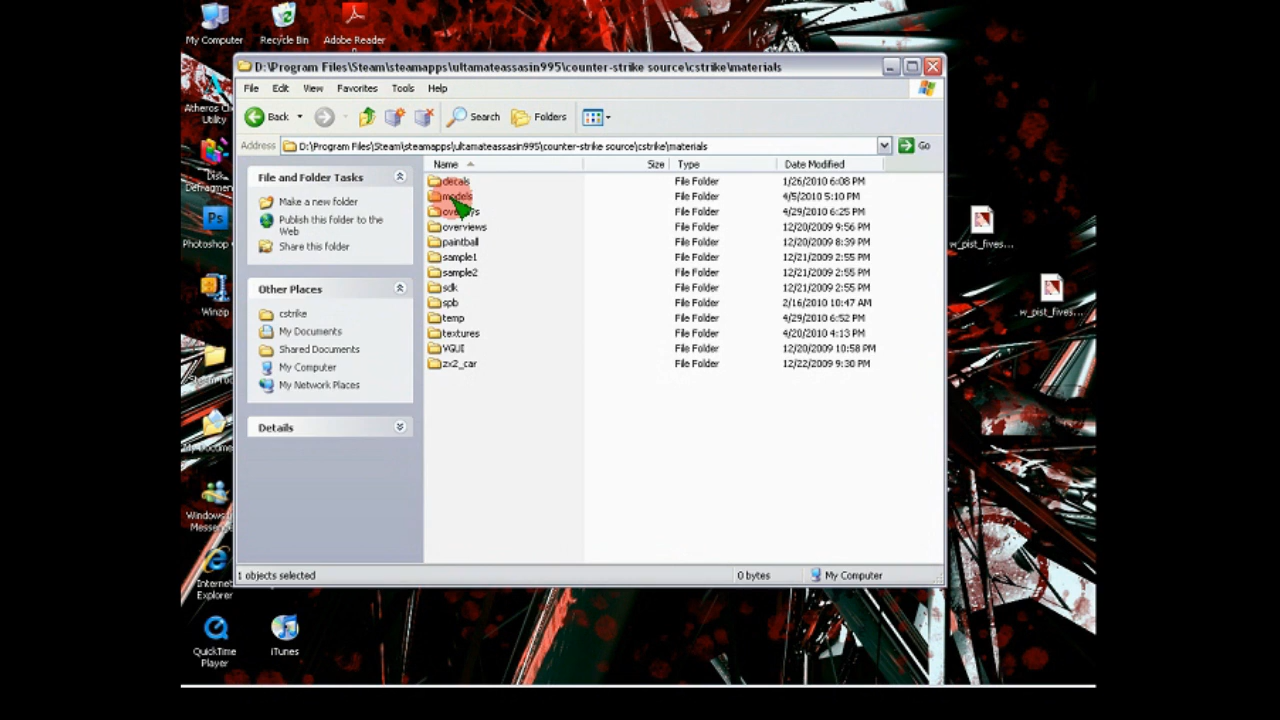 My Computer
Recycle Bin
Adobe Reader
D:\Program Files\Steam\steamapps\ultamateassasin995\counter-strike source\cstrike\materials
File Edit View Favorites Tools Help
Back Search Folders
Address D:\Program Files\Steam\steamapps\ultamateassasin995\counter-strike source\cstrike\materials Go
File and Folder Tasks
Make a new folder
Publish this folder to the
Web
Share this folder
Other Places
cstrike
My Documents
Shared Documents
My Computer
My Network Places
Details
Name Size Type Date Modified
decals File Folder 1/26/2010 6:08 PM
models File Folder 4/5/2010 5:10 PM
File Folder 4/29/2010 6:25 PM
overviews File Folder 12/20/2009 9:56 PM
paintball File Folder 12/20/2009 8:39 PM
sample1 File Folder 12/21/2009 2:55 PM
sample2 File Folder 12/21/2009 2:55 PM
sdk File Folder 12/21/2009 2:55 PM
spb File Folder 2/16/2010 10:47 AM
temp File Folder 4/29/2010 6:52 PM
textures File Folder 4/20/2010 4:13 PM
VGUI File Folder 12/20/2009 10:58 PM
zx2_car File Folder 12/22/2009 9:30 PM
1 objects selected 0 bytes My Computer
Atheros
Utility
Disk
Defragmen
Ps
Photoshop
Winzip
Windows
Messen
Internet
Explorer
QuickTime
Player
iTunes
w_pist_fives...
w_pist_fives...